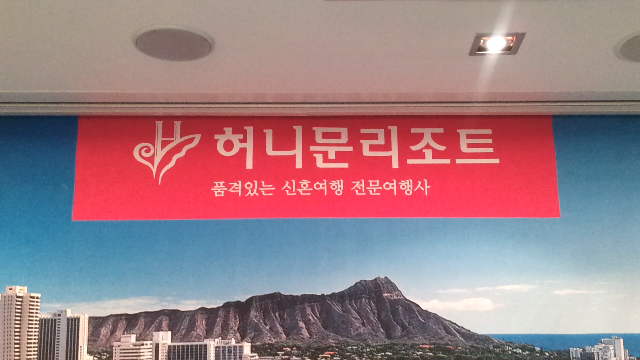 허니문리조트
품격있는 신혼여행 전문여행사